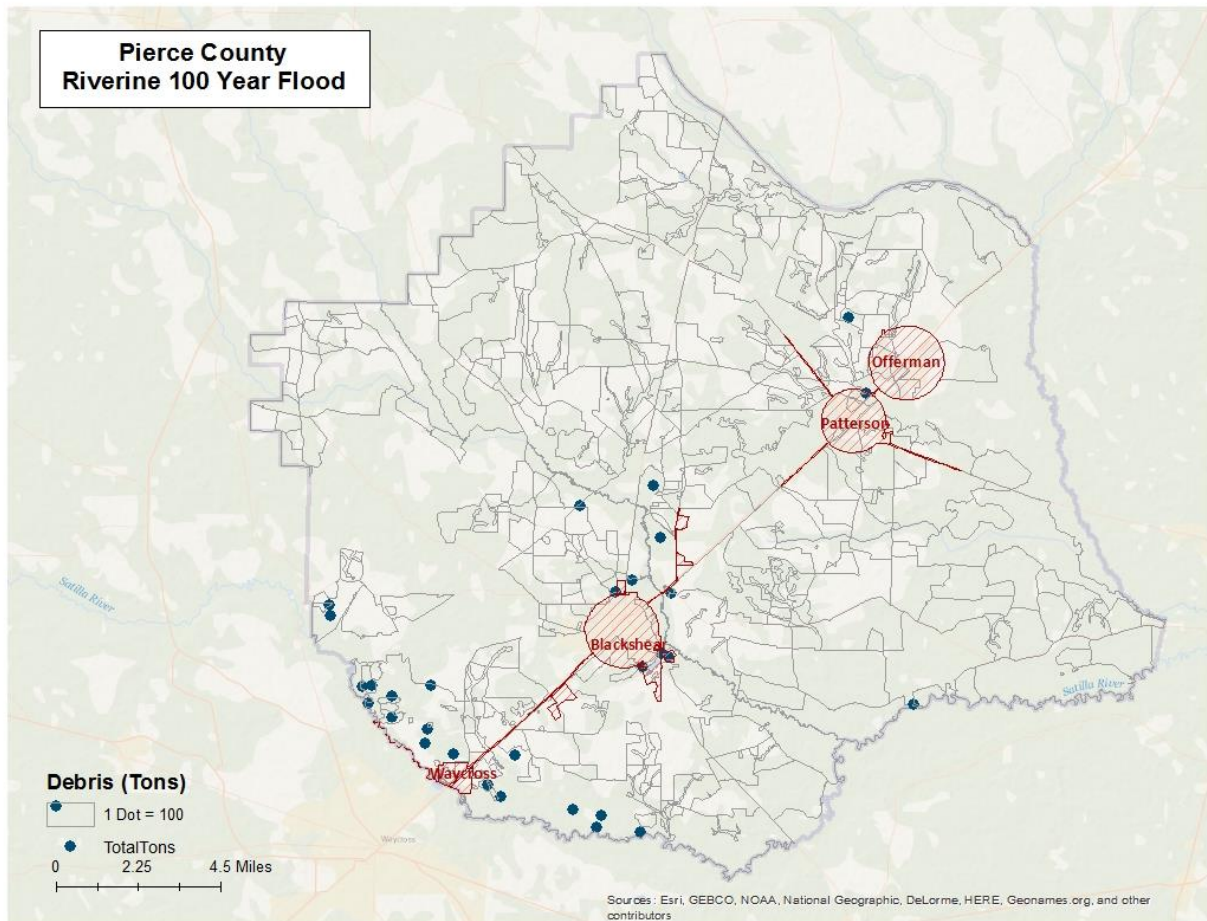 Pierce County
Riverine 100 Year Flood
Offerman
Patterson
Satilla River
Blackshear
Satilla River
Waycross
Waycross
Debris (Tons)
1 Dot = 100
TotalTons
0 2.25 4.5 Miles
Sources: Esri, GEBCO, NOAA, National Geographic, DeLorme, HERE, Geonames.org, and other
contributors